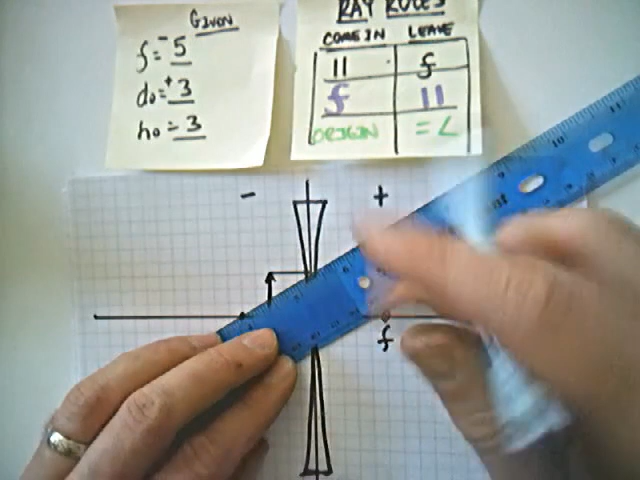 GIVEN
f = -5
do = +3
ho = 3
RAY RULES
COME IN LEAVE
|| f
f ||
ORIGIN = <
- +
f